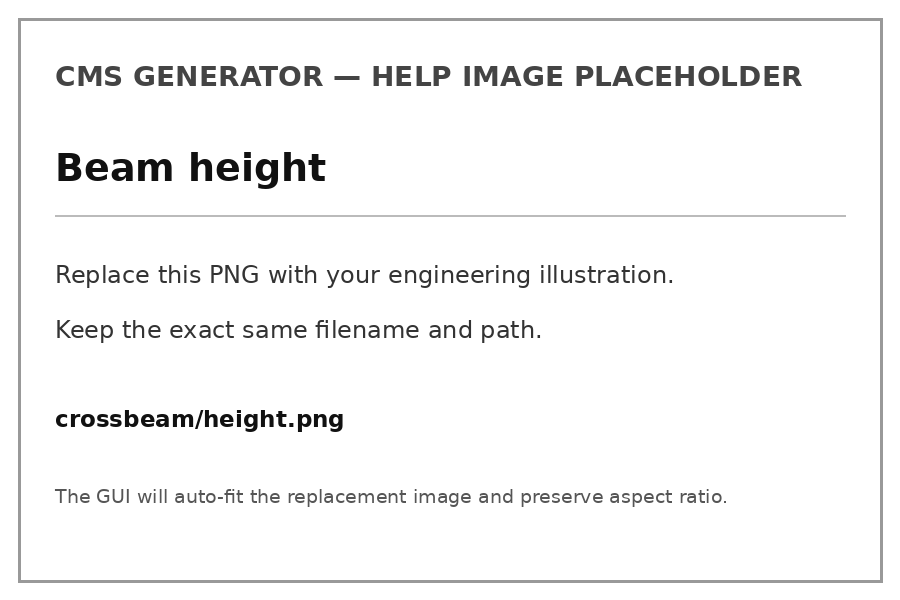 CMS GENERATOR — HELP IMAGE PLACEHOLDER
Beam height
Replace this PNG with your engineering illustration.
Keep the exact same filename and path.
crossbeam/height.png
The GUI will auto-fit the replacement image and preserve aspect ratio.